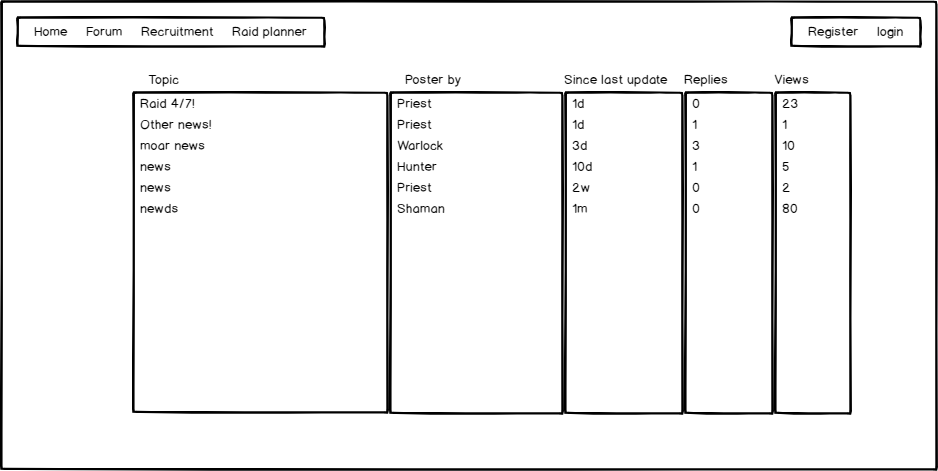 Home Forum Recruitment Raid planner Register login
Topic Poster by Since last update Replies Views
Raid 4/7! Priest 1d 0 23
Other news! Priest 1d 1 1
moar news Warlock 3d 3 10
news Hunter 10d 1 5
news Priest 2w 0 2
newds Shaman 1m 0 80